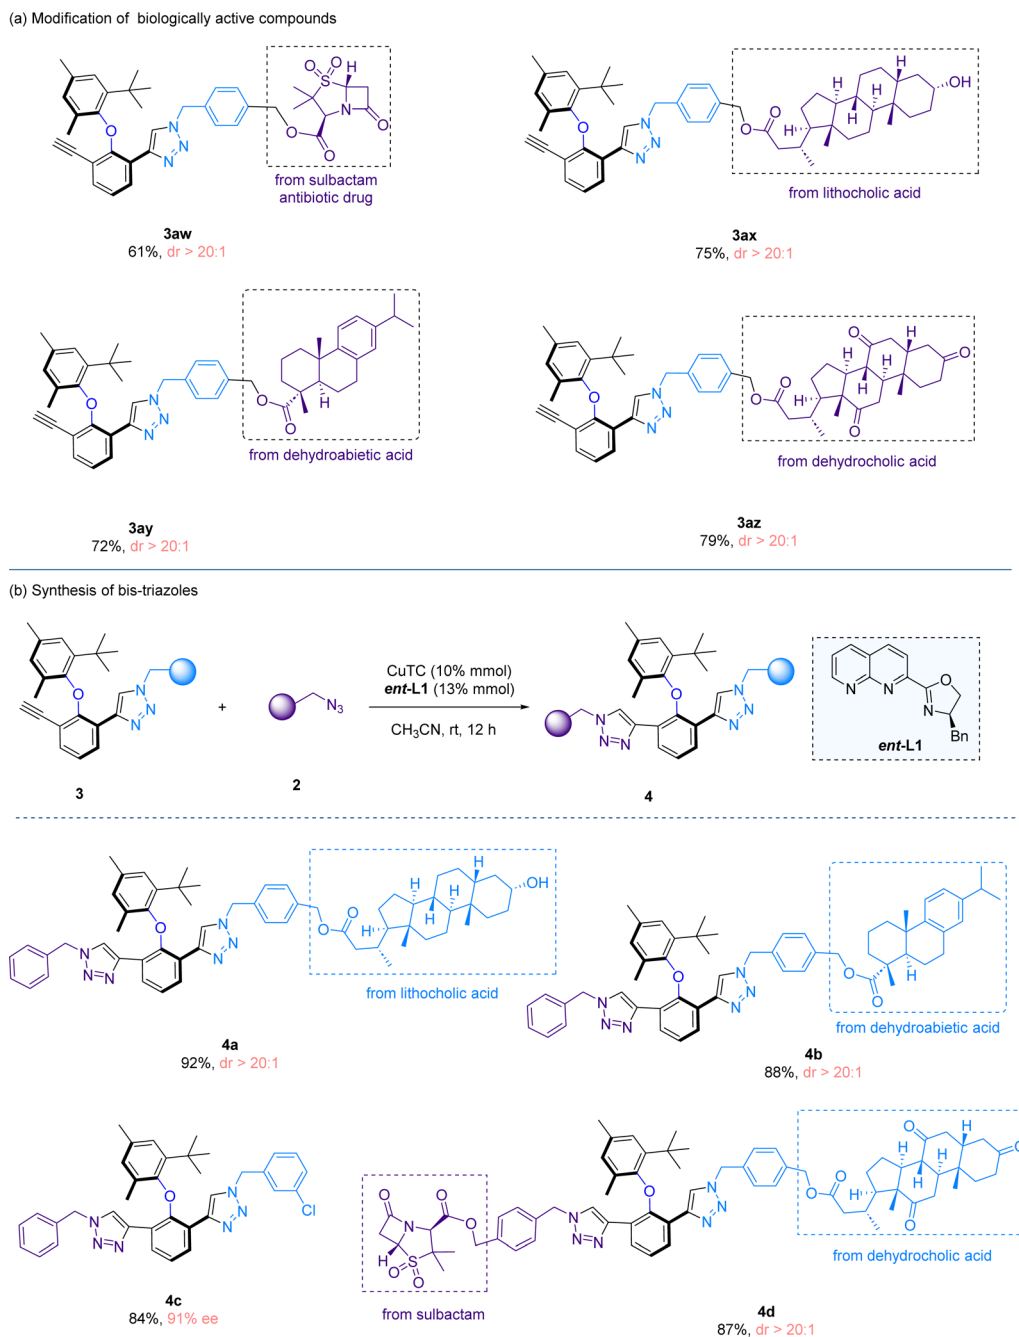 (a) Modification of biologically active compounds
from sulbactam
antibiotic drug
3aw
61%, dr > 20:1
from lithocholic acid
3ax
75%, dr > 20:1
from dehydroabietic acid
3ay
72%, dr > 20:1
from dehydrocholic acid
3az
79%, dr > 20:1
(b) Synthesis of bis-triazoles
3
+
N3
2
CuTC (10% mmol)
ent-L1 (13% mmol)
CH3CN, rt, 12 h
4
Bn
ent-L1
from lithocholic acid
4a
92%, dr > 20:1
from dehydroabietic acid
4b
88%, dr > 20:1
Cl
4c
84%, 91% ee
from sulbactam
from dehydrocholic acid
4d
87%, dr > 20:1